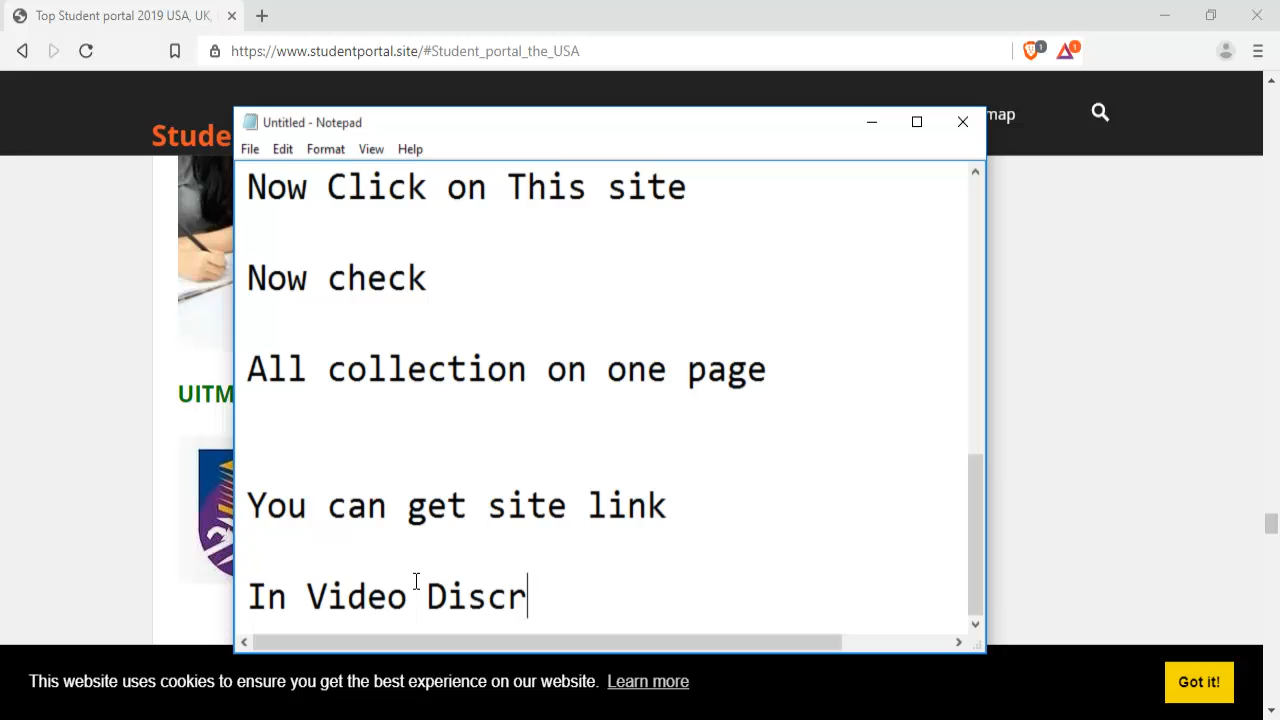 Top Student portal 2019 USA, UK,
https://www.studentportal.site/#Student_portal_the_USA
1
1
Stude
map
Untitled - Notepad
File Edit Format View Help
Now Click on This site
Now check
All collection on one page
UITM
You can get site link
In Video Discr
This website uses cookies to ensure you get the best experience on our website. Learn more
Got it!